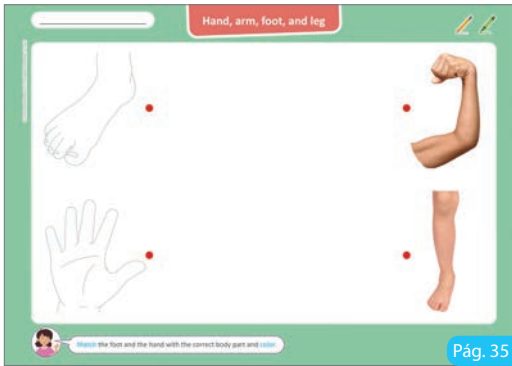 Hand, arm, foot, and leg
Match the foot and the hand with the correct body part and color.
Pág. 35